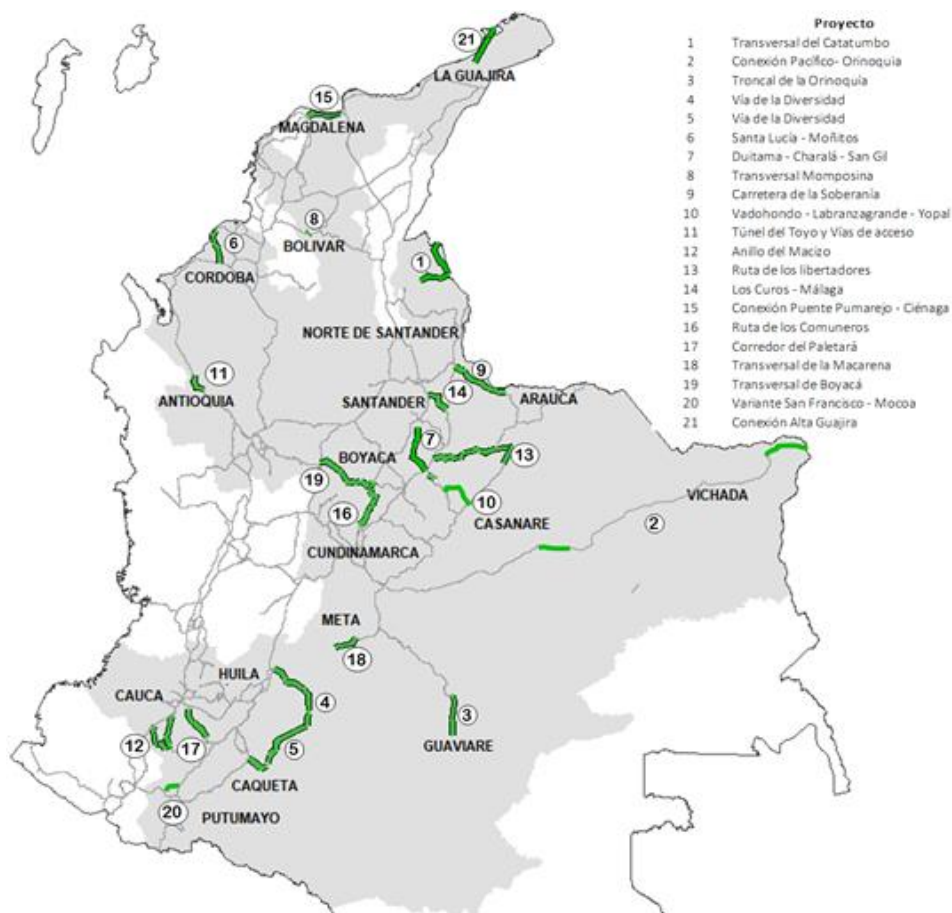 Proyecto
1 Transversal del Catatumbo
2 Conexión Pacífico- Orinoquia
3 Troncal de la Orinoquía
4 Vía de la Diversidad
5 Vía de la Diversidad
6 Santa Lucía - Moñitos
7 Duitama - Charalá - San Gil
8 Transversal Momposina
9 Carretera de la Soberanía
10 Vadohondo - Labranzagrande - Yopal
11 Túnel del Toyo y Vías de acceso
12 Anillo del Macizo
13 Ruta de los libertadores
14 Los Curos - Málaga
15 Conexión Puente Pumarejo - Ciénaga
16 Ruta de los Comuneros
17 Corredor del Paletará
18 Transversal de la Macarena
19 Transversal de Boyacá
20 Variante San Francisco - Mocoa
21 Conexión Alta Guajira
21
LA GUAJIRA
15
MAGDALENA
8
BOLIVAR
6
CORDOBA
1
NORTE DE SANTANDER
11
ANTIOQUIA
9
14
SANTANDER
ARAUCA
7
BOYACA
13
19
10
VICHADA
16
CASANARE
2
CUNDINAMARCA
META
18
HUILA
4
CAUCA
3
12
17
5
GUAVIARE
CAQUETA
20
PUTUMAYO